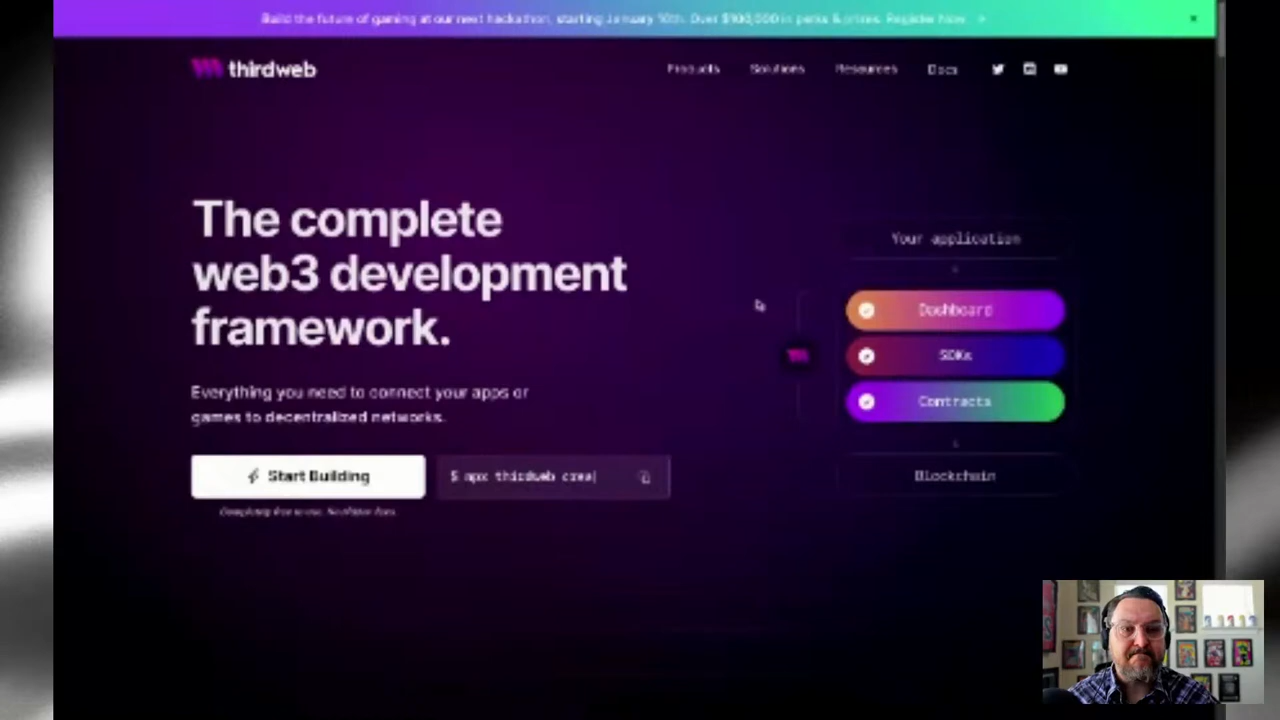 Build the future of gaming at our next hackathon, starting January 16th. Over $100,000 in perks & prizes. Register Now.
thirdweb
Products
Solutions
Resources
Docs
The complete
web3 development
framework.
Everything you need to connect your apps or
games to decentralized networks.
Start Building
$ npx thirdweb crea
Your application
Dashboard
SDKs
Contracts
Blockchain